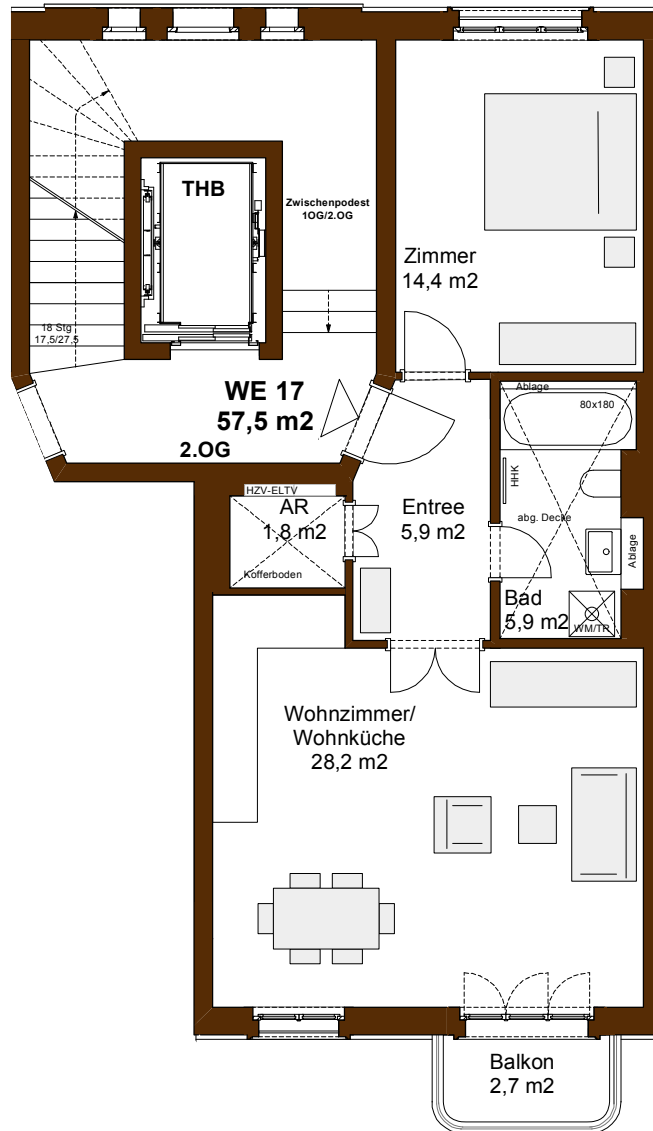 THB
Zwischenpodest
1OG/2.OG
Zimmer
14,4 m2
18 Stg
17,5/27,5
WE 17
57,5 m2
2.OG
Ablage
80x180
HHK
abg. Decke
HZV-ELTV
AR
1,8 m2
Kofferboden
Entree
5,9 m2
Ablage
Bad
5,9 m2
WM/TR
Wohnzimmer/
Wohnküche
28,2 m2
Balkon
2,7 m2